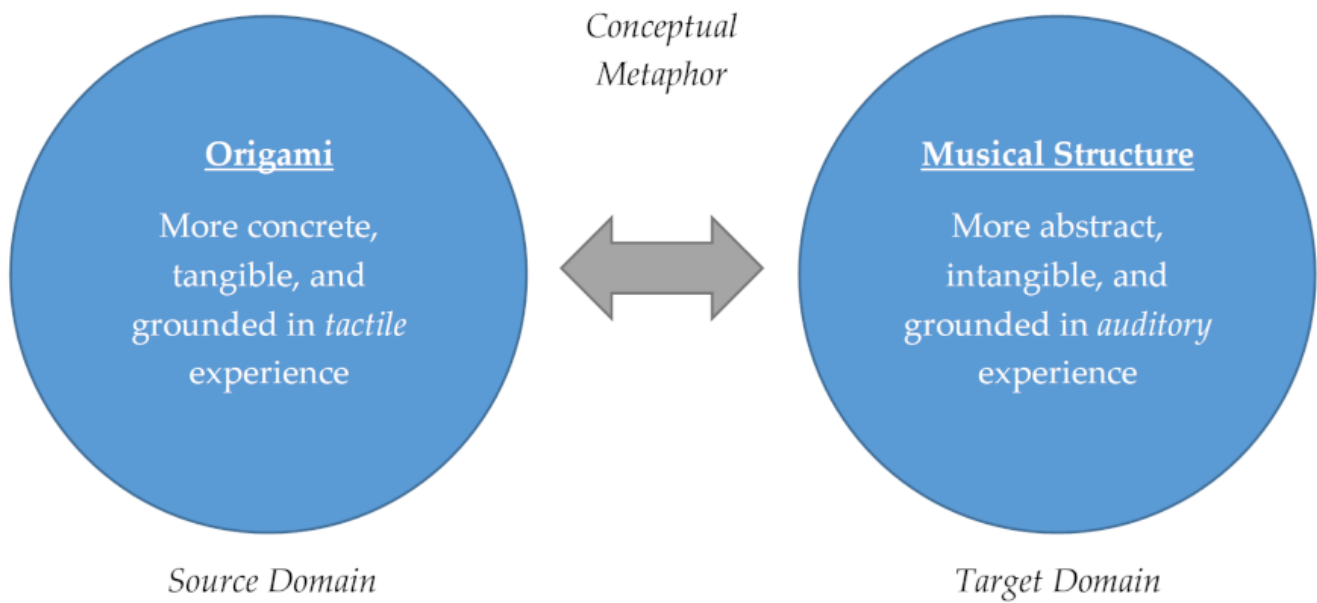 Conceptual
Metaphor
Origami
More concrete,
tangible, and
grounded in tactile
experience
Musical Structure
More abstract,
intangible, and
grounded in auditory
experience
Source Domain
Target Domain